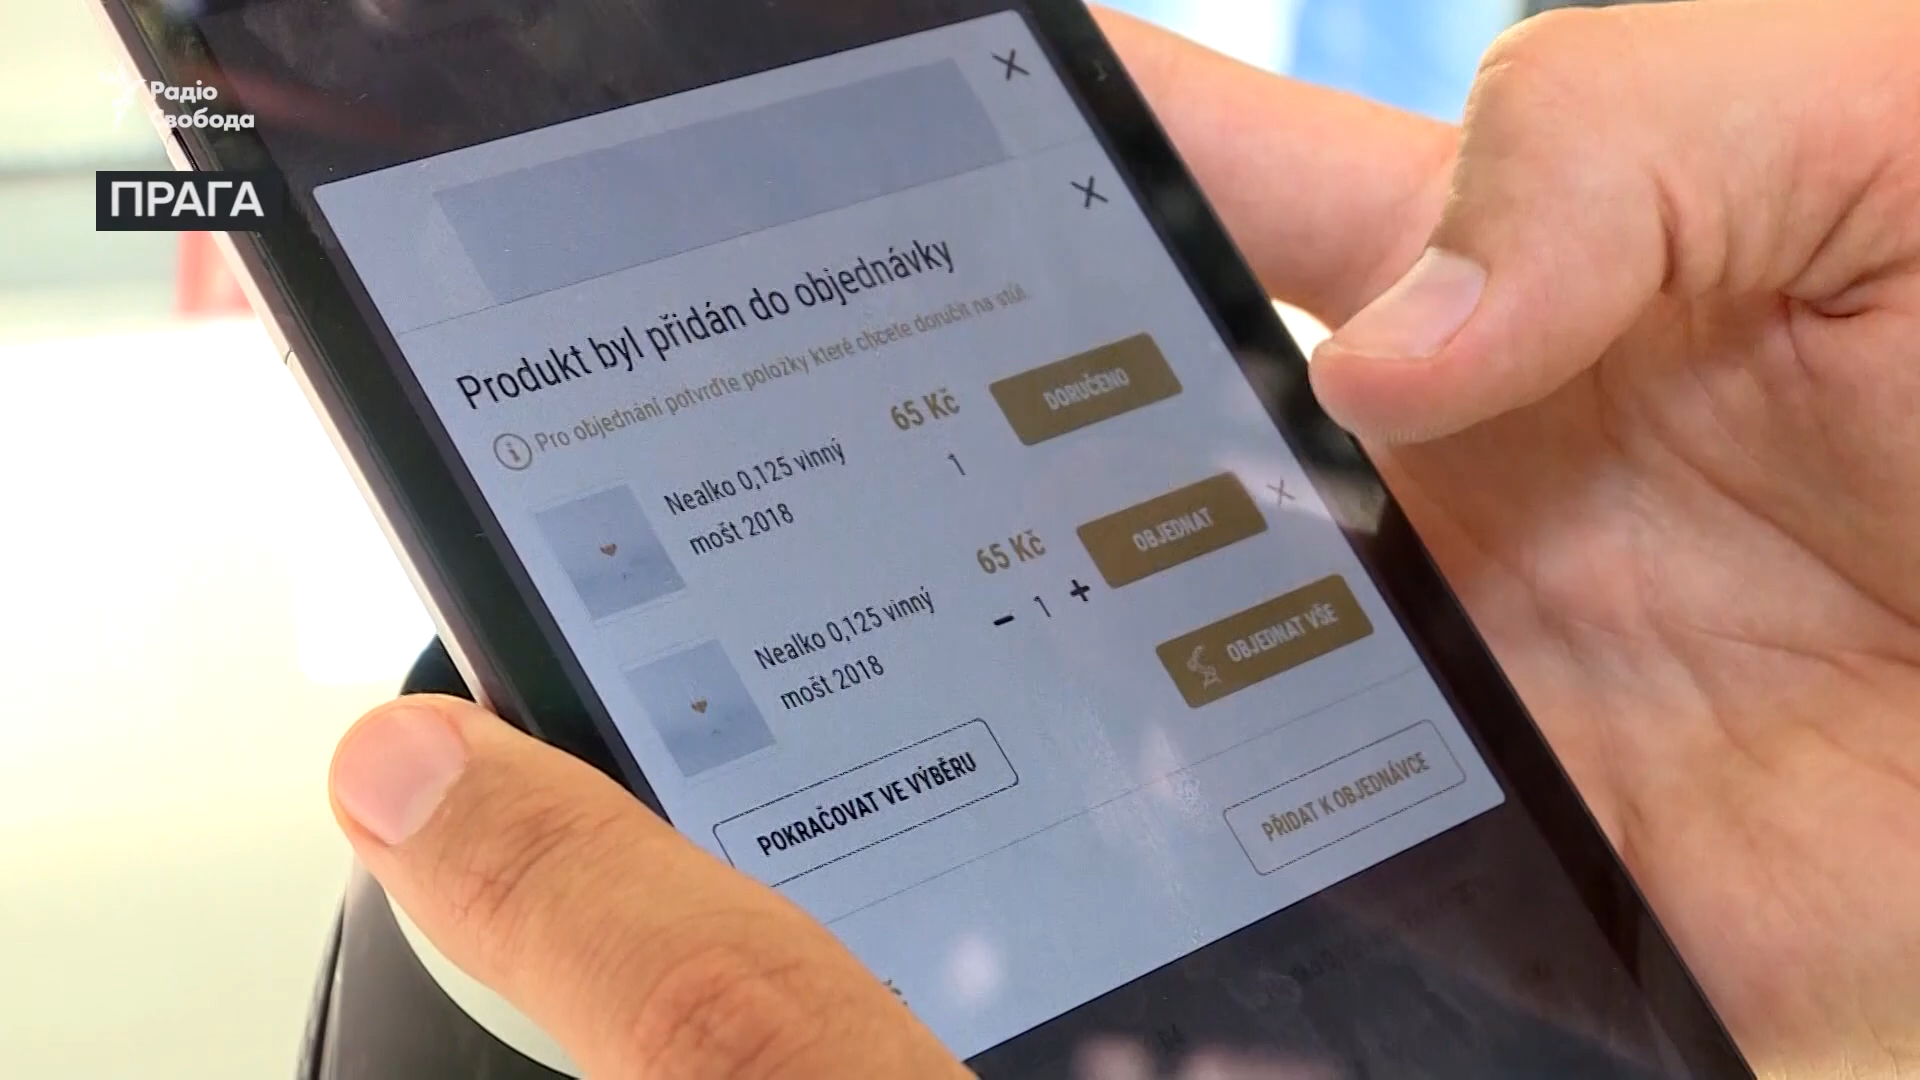 Радіо
Свобода
ПРАГА
Produkt byl přidán do objednávky
Pro objednání potvrďte položky které chcete doručit na stůl.
Nealko 0,125 vinný
mošt 2018
65 Kč
1
DORUČENO
Nealko 0,125 vinný
mošt 2018
65 Kč
1
OBJEDNAT
OBJEDNAT VŠE
POKRAČOVAT VE VÝBĚRU
PŘIDAT K OBJEDNÁVCE